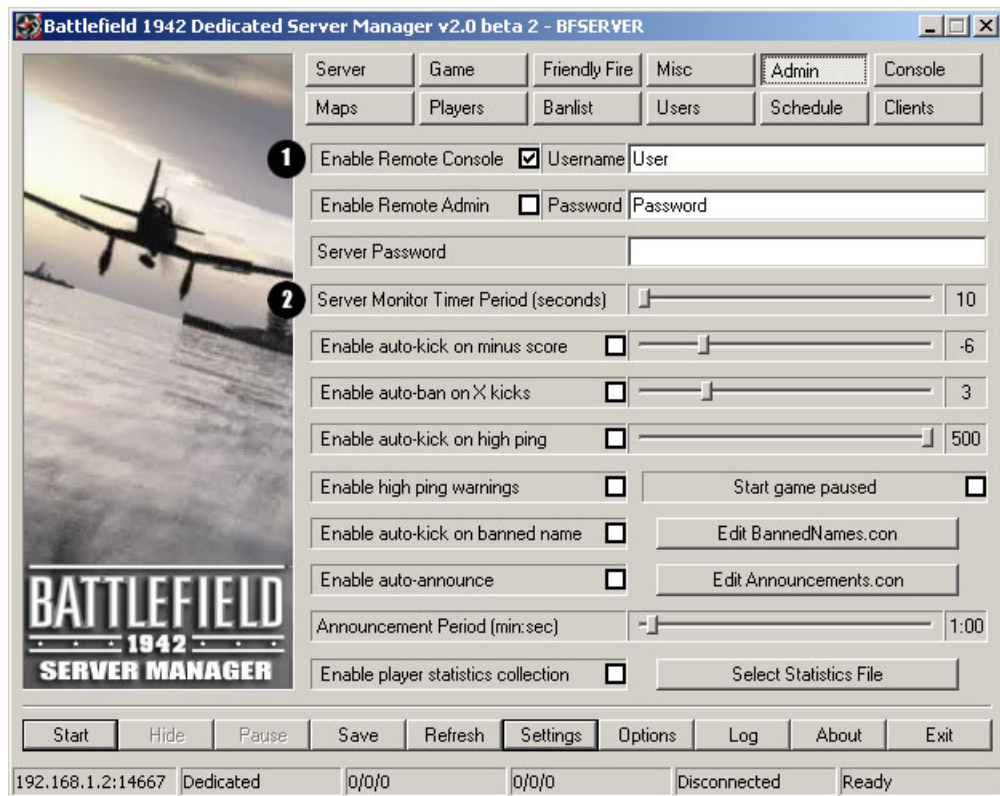 Battlefield 1942 Dedicated Server Manager v2.0 beta 2 - BFSERVER
Server Game Friendly Fire Misc Admin Console
Maps Players Banlist Users Schedule Clients
1 Enable Remote Console Username User
Enable Remote Admin Password Password
Server Password
2 Server Monitor Timer Period (seconds) 10
Enable auto-kick on minus score -6
Enable auto-ban on X kicks 3
Enable auto-kick on high ping 500
Enable high ping warnings Start game paused
Enable auto-kick on banned name Edit BannedNames.con
Enable auto-announce Edit Announcements.con
Announcement Period (min:sec) 1:00
Enable player statistics collection Select Statistics File
BATTLEFIELD
1942
SERVER MANAGER
Start Hide Pause Save Refresh Settings Options Log About Exit
192.168.1.2:14667 Dedicated 0/0/0 0/0/0 Disconnected Ready